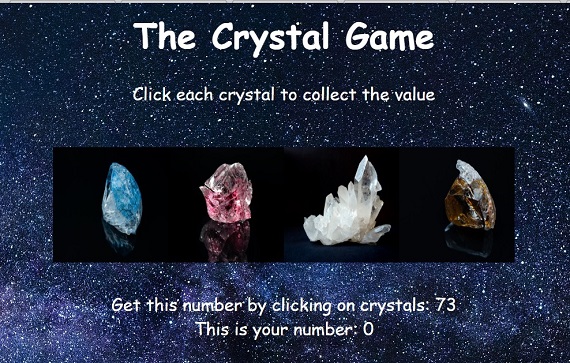 The Crystal Game
Click each crystal to collect the value
Get this number by clicking on crystals: 73
This is your number: 0